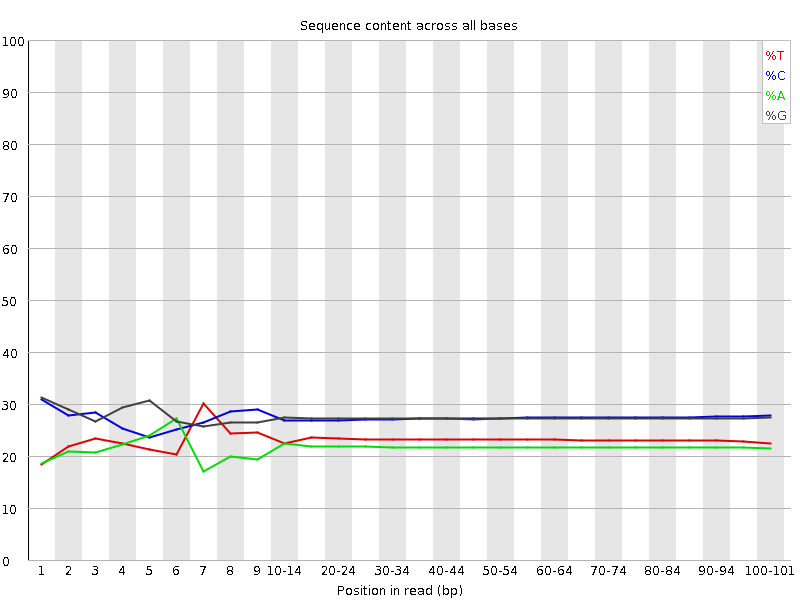 Sequence content across all bases
100
90
80
70
60
50
40
30
20
10
0
%T
%C
%A
%G
1 2 3 4 5 6 7 8 9 10-14 20-24 30-34 40-44 50-54 60-64 70-74 80-84 90-94 100-101
Position in read (bp)